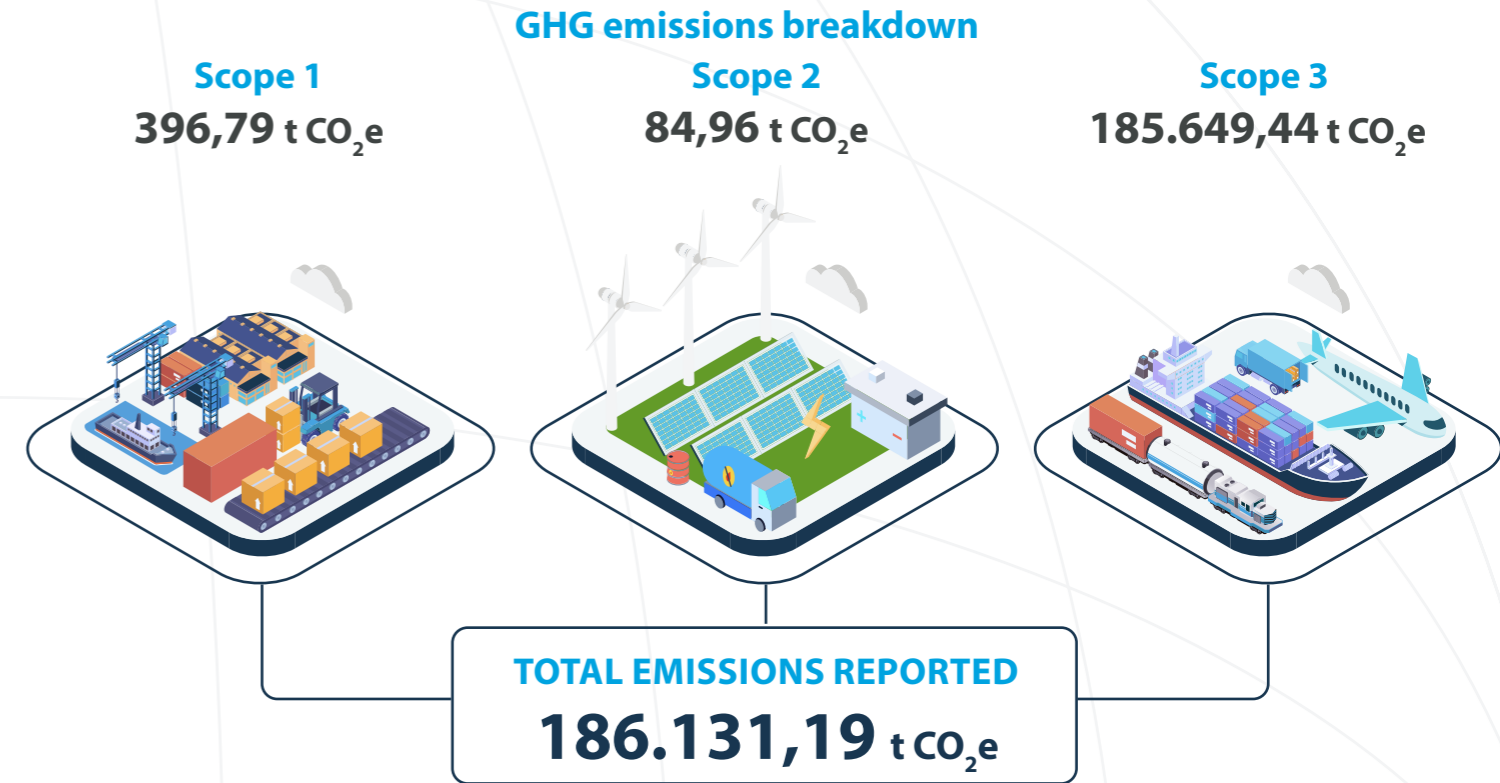 GHG emissions breakdown
Scope 1
396,79 t CO₂e
Scope 2
84,96 t CO₂e
Scope 3
185.649,44 t CO₂e
TOTAL EMISSIONS REPORTED
186.131,19 t CO₂e